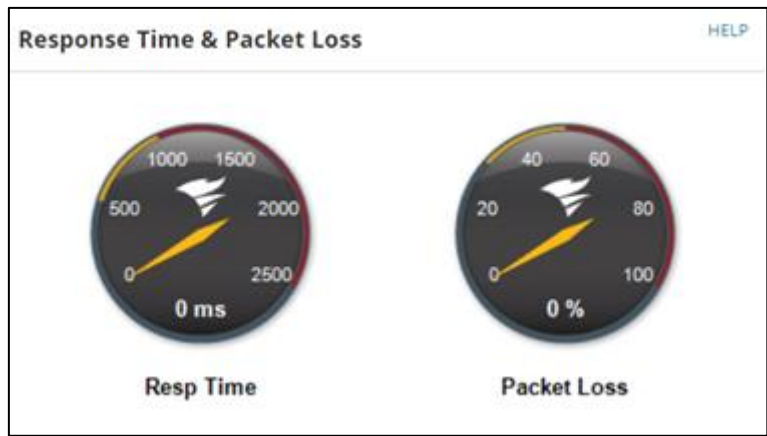 Response Time & Packet Loss
HELP
1000 1500
500 2000
0 2500
0 ms
Resp Time
40 60
20 80
0 100
0 %
Packet Loss